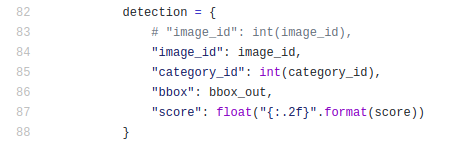 82 detection = {
83 # "image_id": int(image_id),
84 "image_id": image_id,
85 "category_id": int(category_id),
86 "bbox": bbox_out,
87 "score": float("{:.2f}".format(score))
88 }